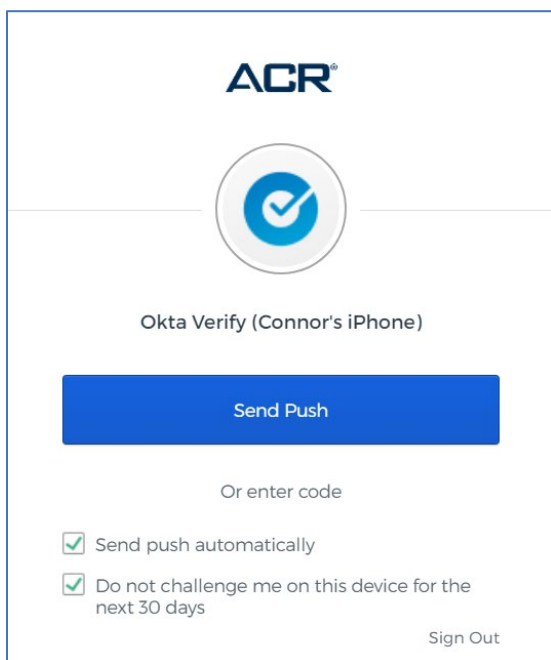 ACR®
Okta Verify (Connor's iPhone)
Send Push
Or enter code
Send push automatically
Do not challenge me on this device for the
next 30 days
Sign Out